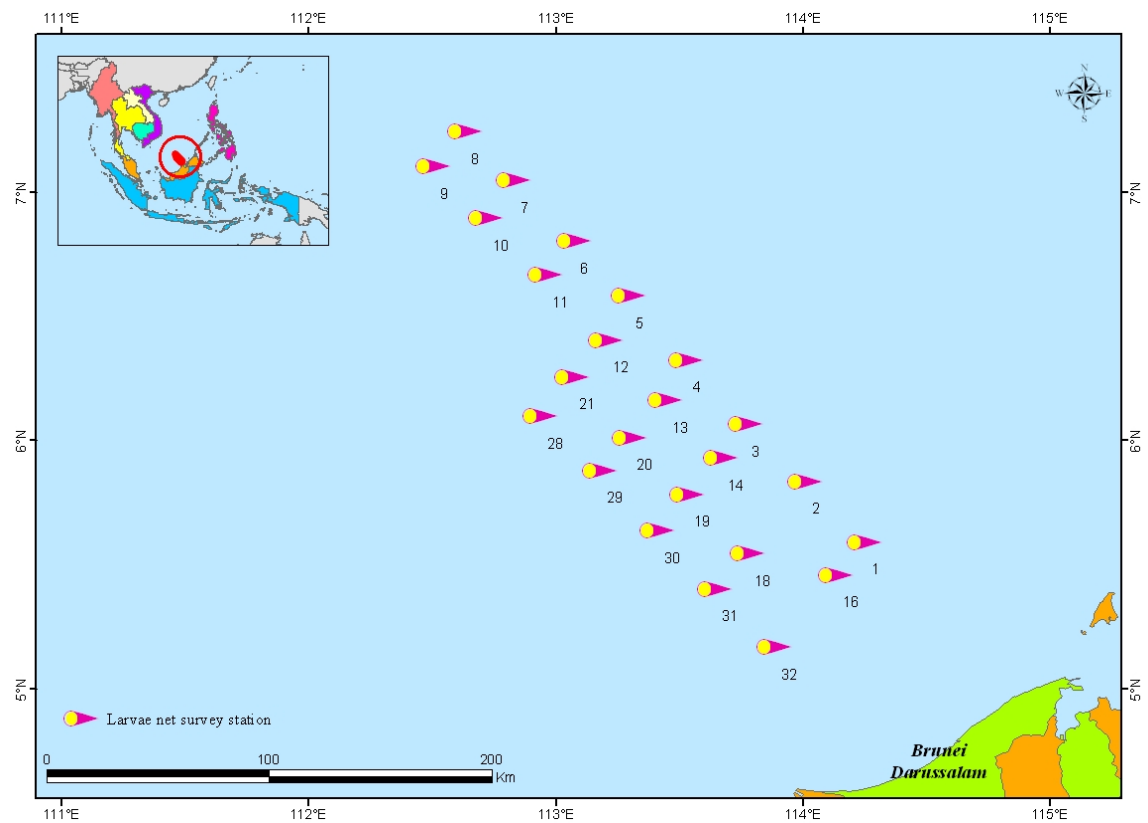 111°E 112°E 113°E 114°E 115°E
N
W E
S
8
9
7°N 7°N
7
10
6
11
5
12
4
21
13
28
6°N 6°N
20
3
14
29
2
19
30
1
18
16
31
32
5°N 5°N
Larvae net survey station
Brunei
Darussalam
0 100 200
Km
111°E 112°E 113°E 114°E 115°E